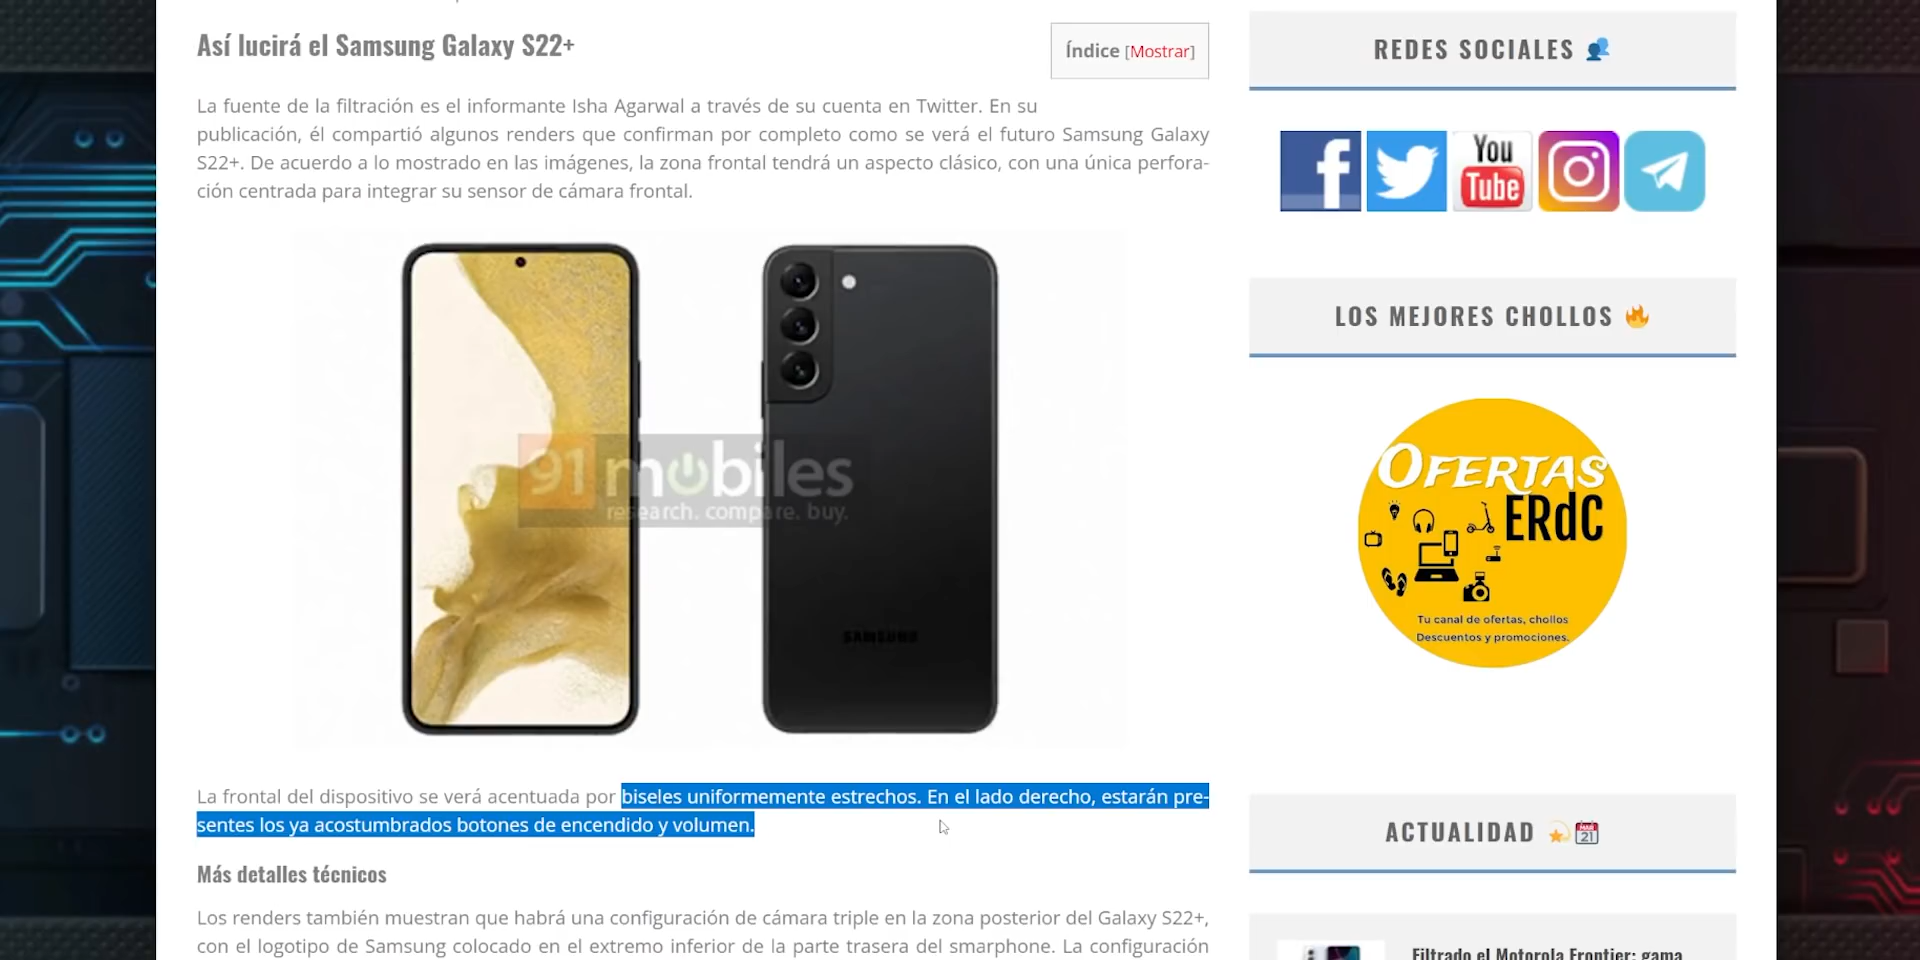 Así lucirá el Samsung Galaxy S22+
Índice [Mostrar]
La fuente de la filtración es el informante Isha Agarwal a través de su cuenta en Twitter. En su
publicación, él compartió algunos renders que confirman por completo como se verá el futuro Samsung Galaxy
S22+. De acuerdo a lo mostrado en las imágenes, la zona frontal tendrá un aspecto clásico, con una única perfora-
ción centrada para integrar su sensor de cámara frontal.
91mobiles
research. compare. buy.
SAMSUNG
La frontal del dispositivo se verá acentuada por biseles uniformemente estrechos. En el lado derecho, estarán pre-
sentes los ya acostumbrados botones de encendido y volumen.
Más detalles técnicos
Los renders también muestran que habrá una configuración de cámara triple en la zona posterior del Galaxy S22+,
con el logotipo de Samsung colocado en el extremo inferior de la parte trasera del smarphone. La configuración
REDES SOCIALES
You
Tube
LOS MEJORES CHOLLOS
OFERTAS
ERdC
Tu canal de ofertas, chollos
Descuentos y promociones.
ACTUALIDAD
MAR
21
Filtrado el Motorola Frontier: gama